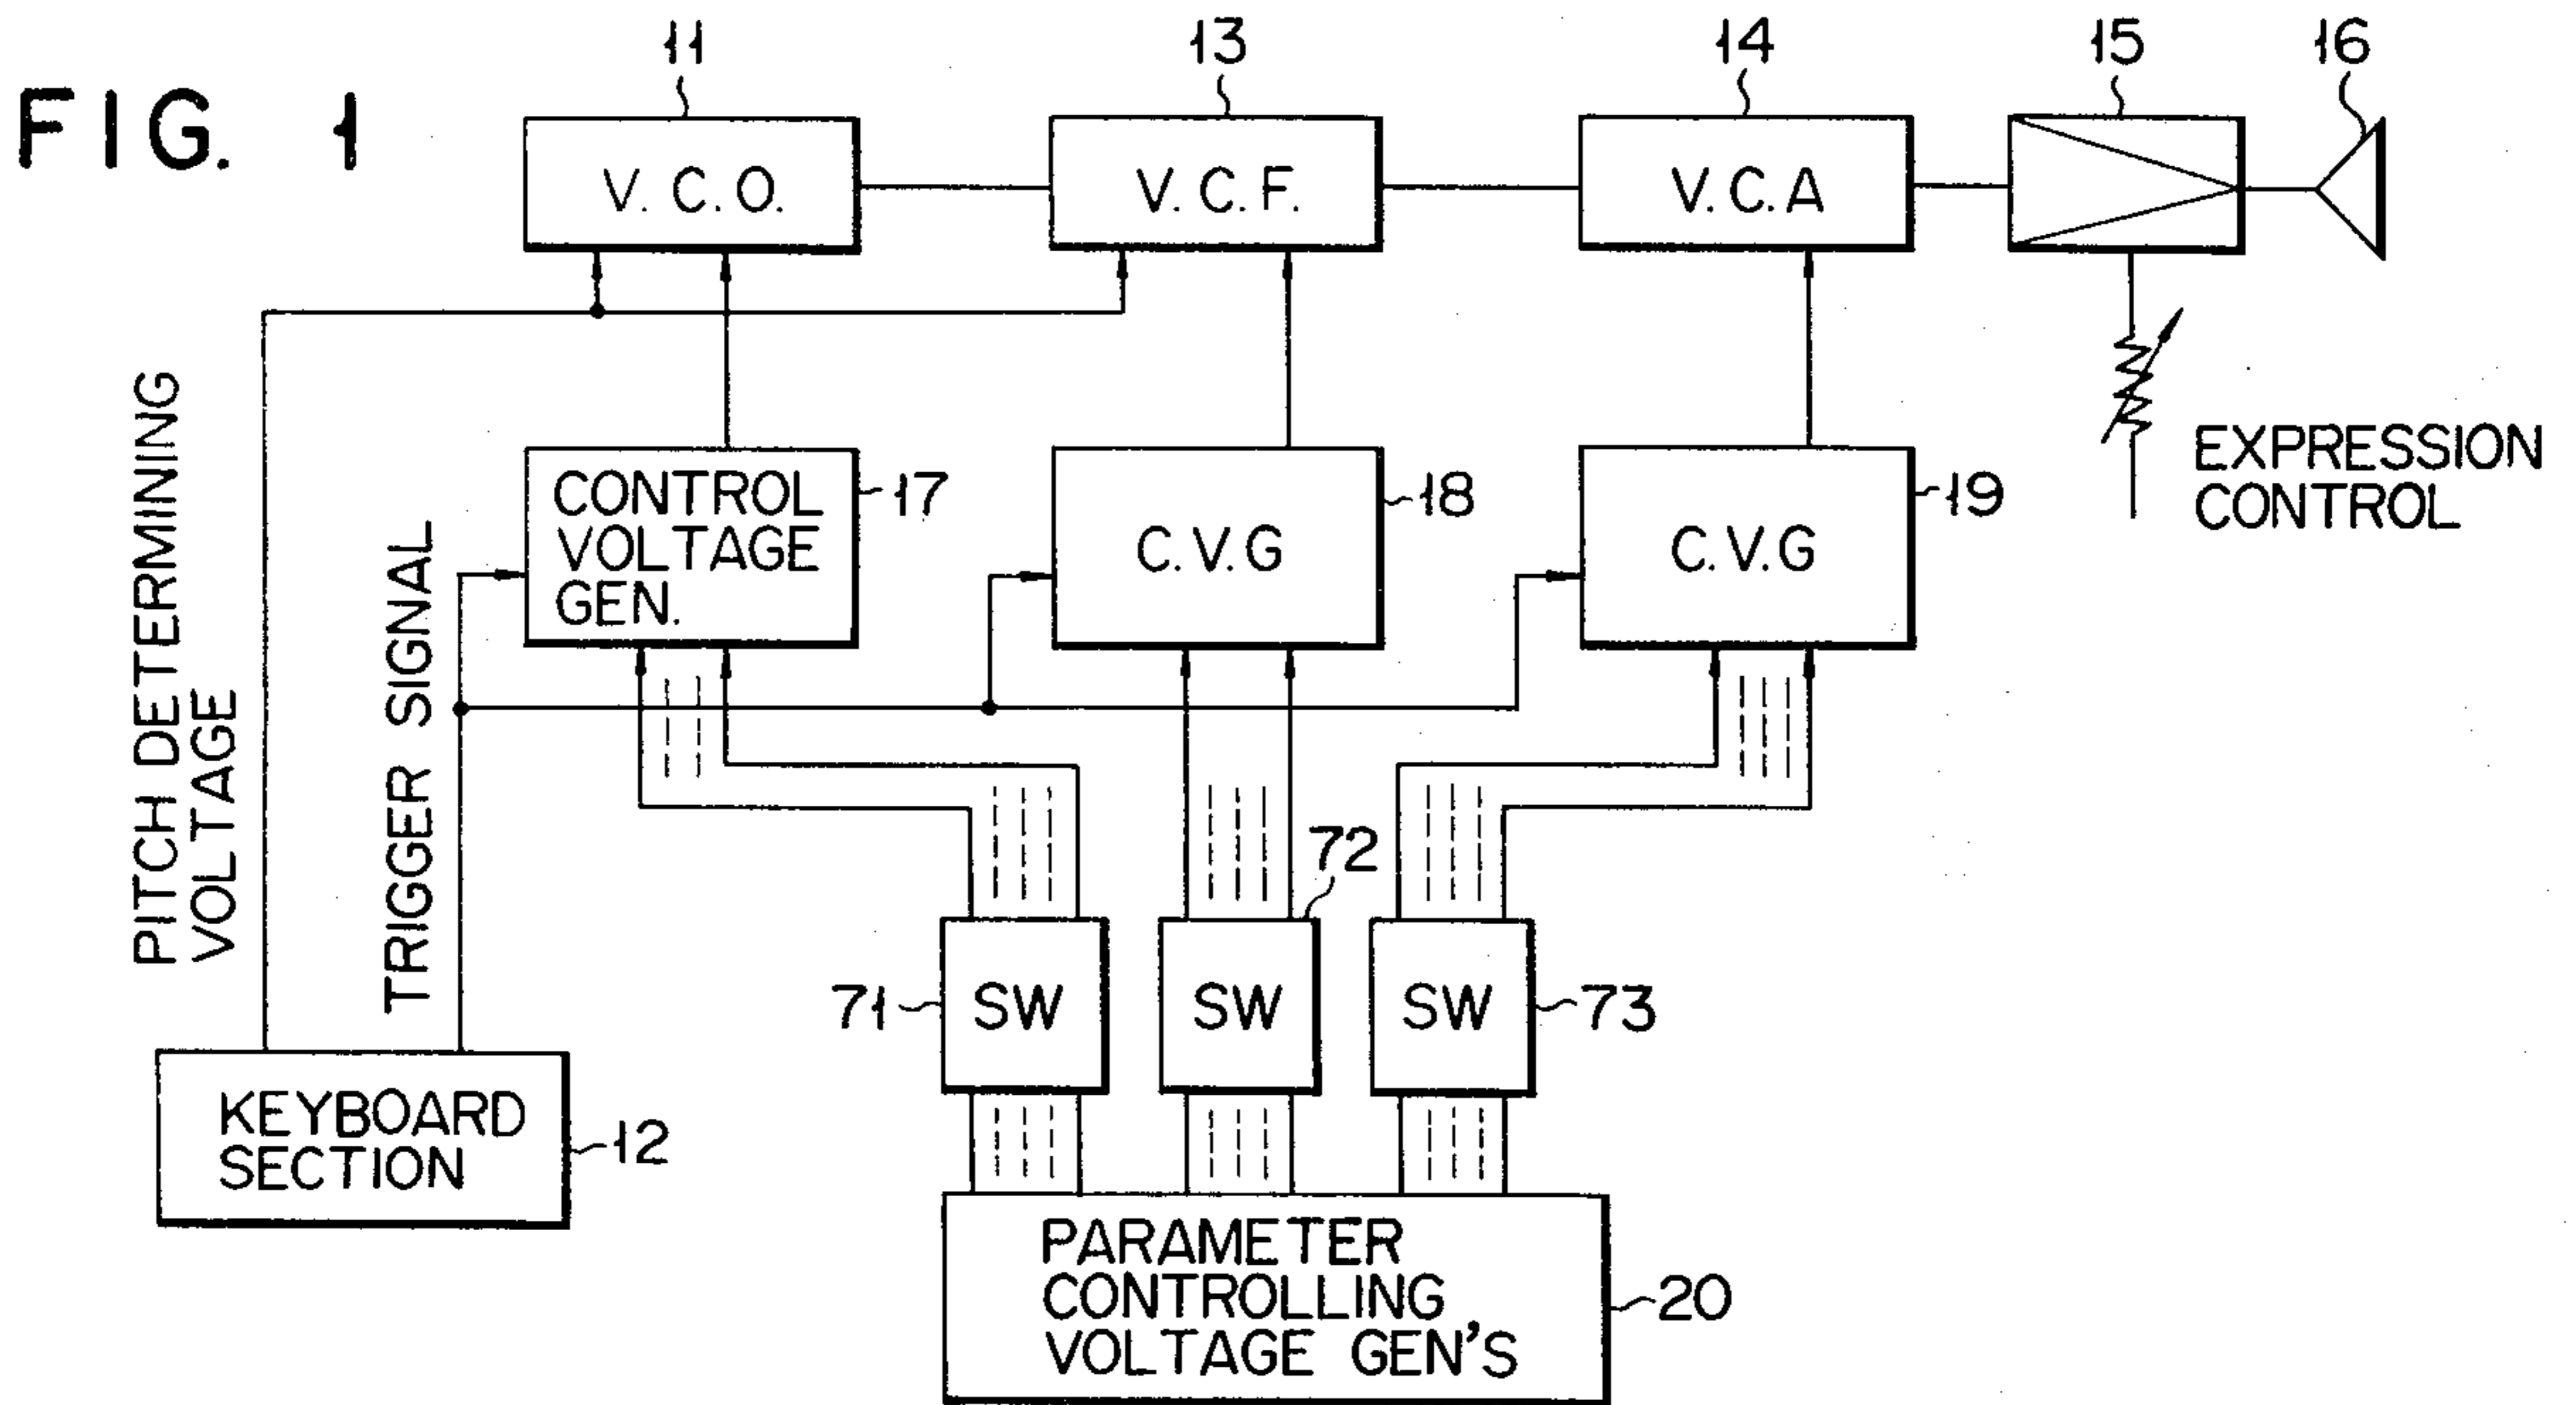 FIG. 1
11
13
14
15
16
V. C. O.
V. C. F.
V. C. A
PITCH DETERMINING
VOLTAGE
TRIGGER SIGNAL
CONTROL
VOLTAGE
GEN.
17
C.V.G
18
C.V.G
19
EXPRESSION
CONTROL
71
SW
SW
72
SW
73
KEYBOARD
SECTION
12
PARAMETER
CONTROLLING
VOLTAGE GEN'S
20